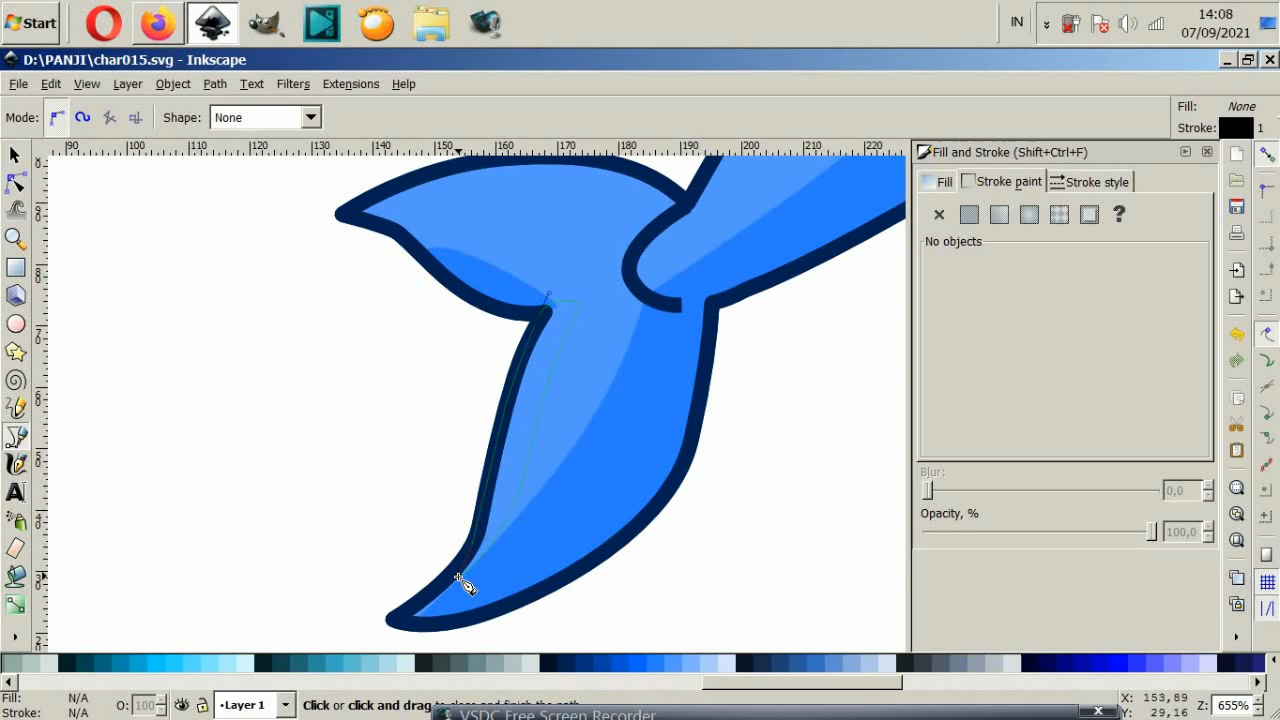 Start
IN
14:08
07/09/2021
D:\PANJI\char015.svg - Inkscape
File Edit View Layer Object Path Text Filters Extensions Help
Mode: Shape: None
Fill: None
Stroke: 1
Fill and Stroke (Shift+Ctrl+F)
Fill Stroke paint Stroke style
No objects
Blur:
0,0
Opacity, %
100,0
90 100 110 120 130 140 150 160 170 180 190 200 210 220
Fill: N/A
Stroke: N/A
O: 100
Layer 1
Click or click and drag to close and finish the path.
X: 153,89
Y: 29,16
Z: 655%
VSDC Free Screen Recorder